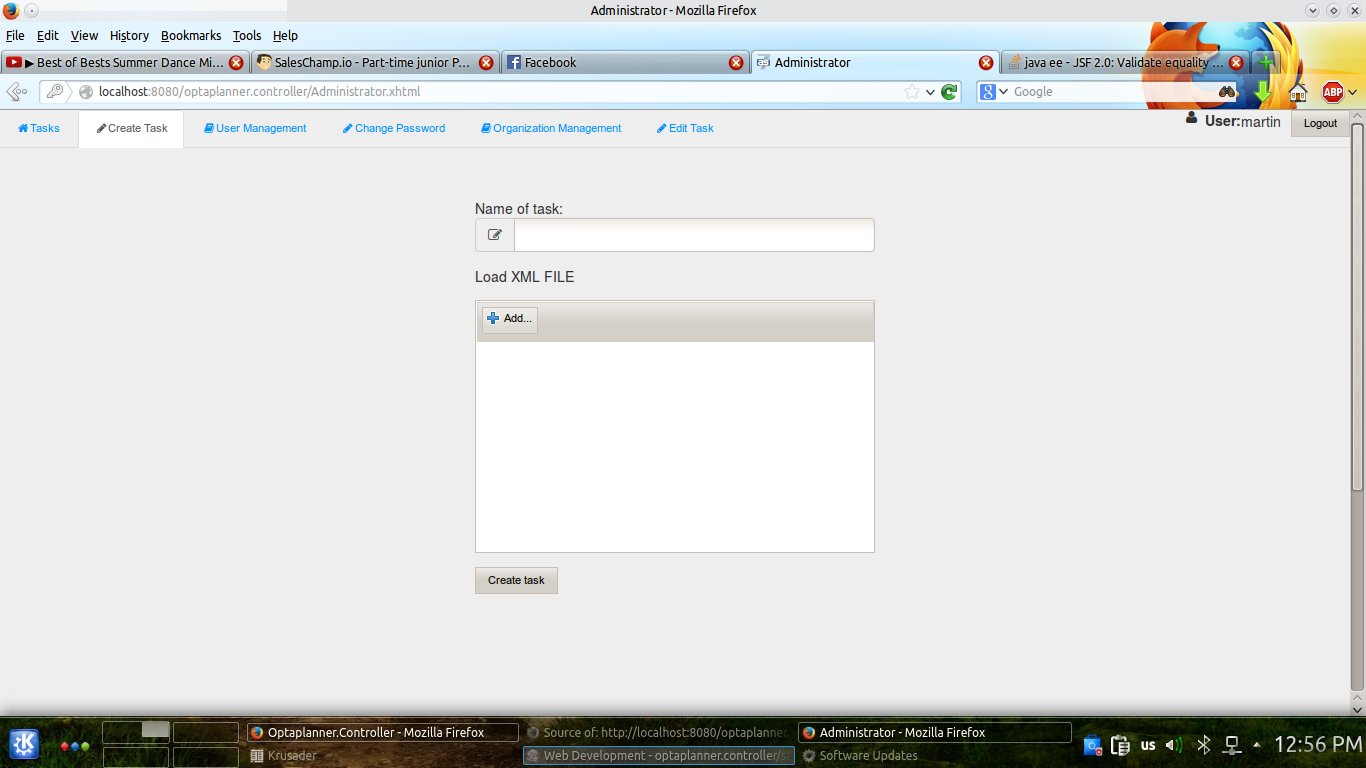 Administrator - Mozilla Firefox
File Edit View History Bookmarks Tools Help
▶ Best of Bests Summer Dance Mi... SalesChamp.io - Part-time junior P... Facebook Administrator java ee - JSF 2.0: Validate equality ...
localhost:8080/optaplanner.controller/Administrator.xhtml Google ABP
Tasks Create Task User Management Change Password Organization Management Edit Task User:martin Logout
Name of task:
Load XML FILE
Add...
Create task
Optaplanner.Controller - Mozilla Firefox Source of: http://localhost:8080/optaplanner Administrator - Mozilla Firefox
Krusader Web Development - optaplanner.controller/s Software Updates
us 12:56 PM